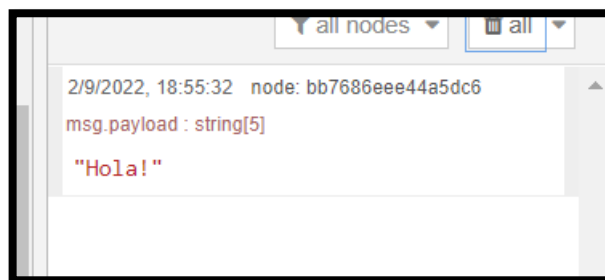 all nodes all
2/9/2022, 18:55:32 node: bb7686eee44a5dc6
msg.payload : string[5]
"Hola!"